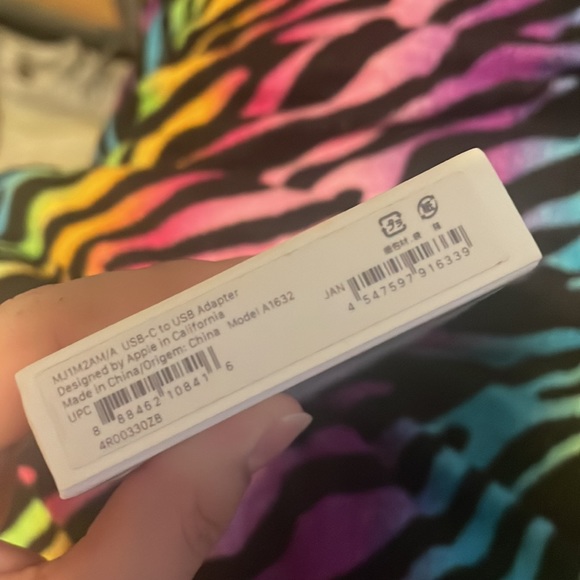 MJ1M2AM/A USB-C to USB Adapter
Designed by Apple in California
Made in China/Origem: China Model A1632
UPC
8 88462 10841 6
4R00330ZB
JAN
4 547597 916339